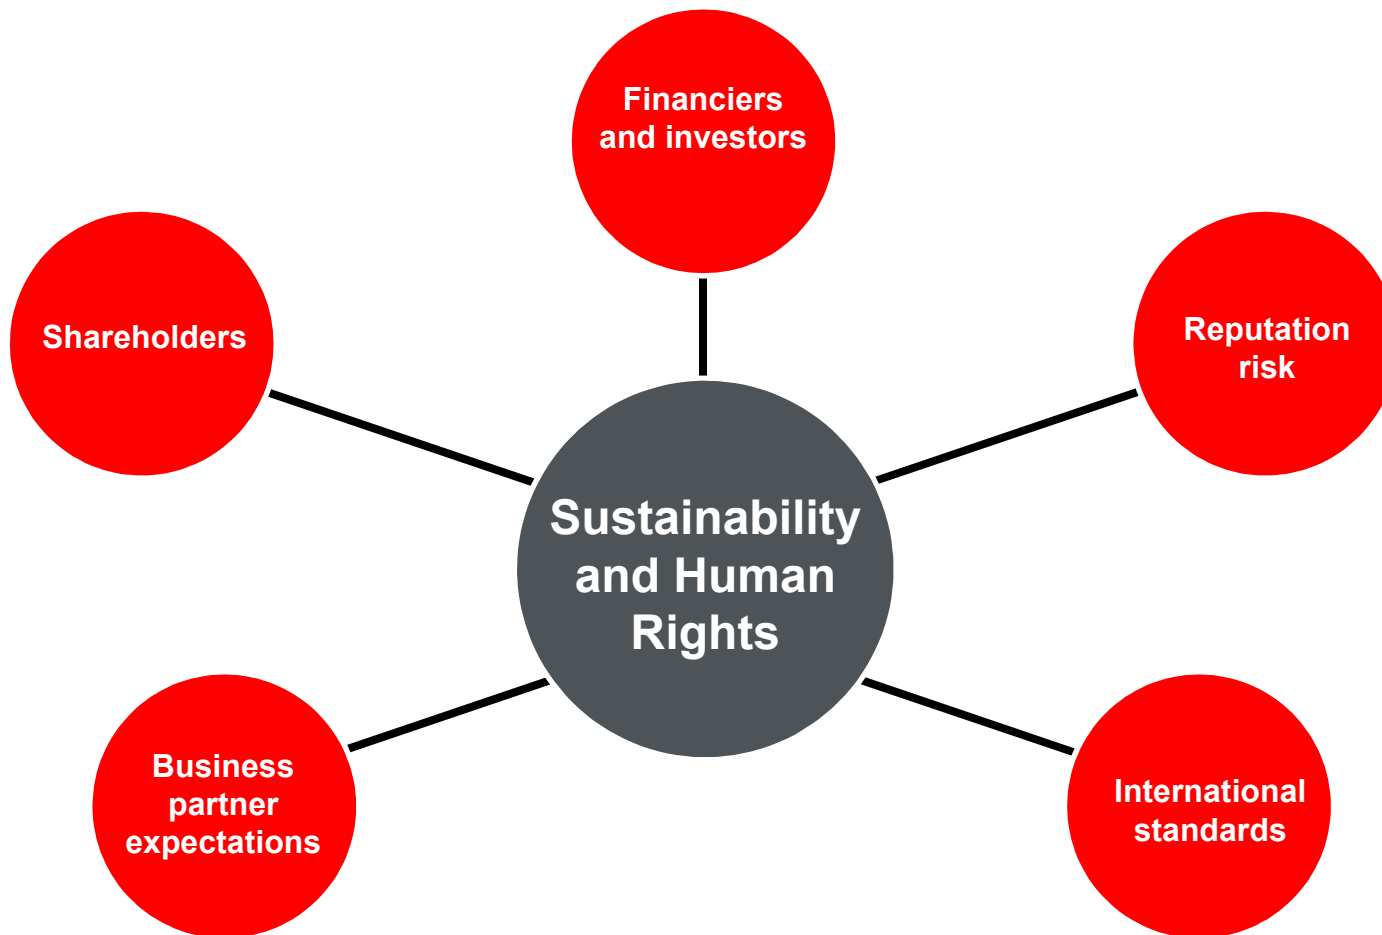 Financiers
and investors
Shareholders
Reputation
risk
Sustainability
and Human
Rights
Business
partner
expectations
International
standards